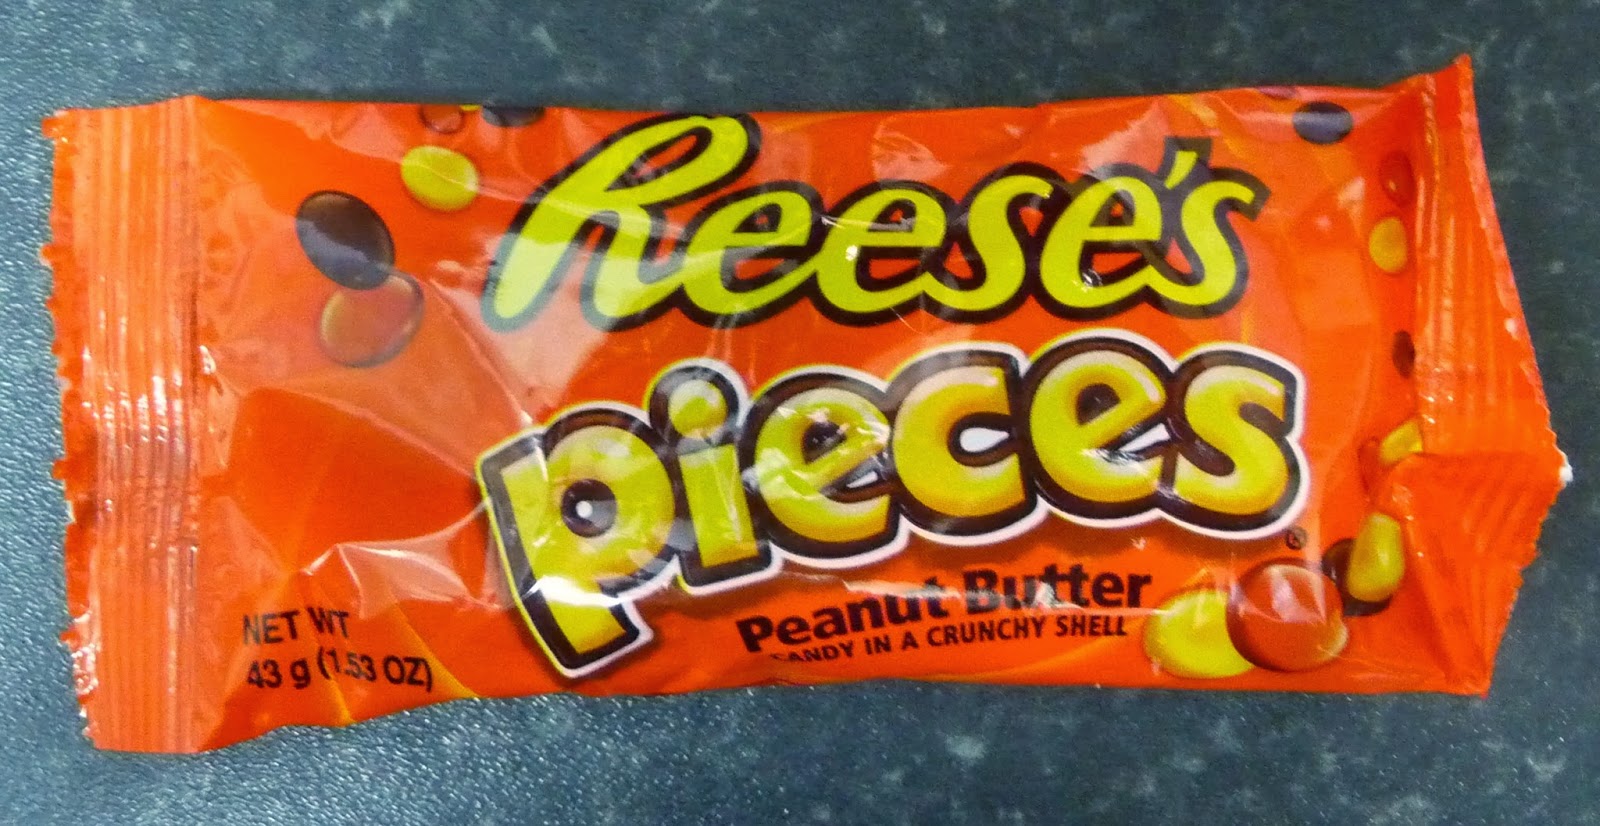 Reese's
pieces
®
Peanut Butter
CANDY IN A CRUNCHY SHELL
NET WT
43 g (1.53 OZ)